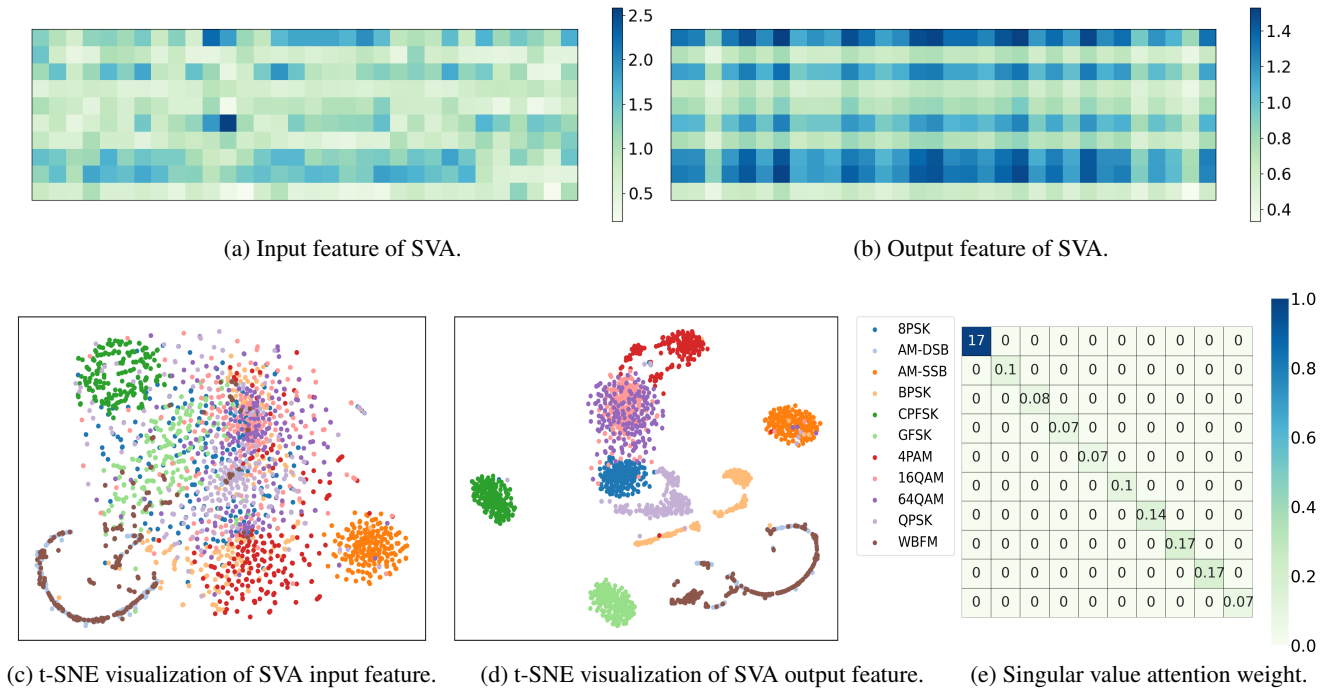 2.5
2.0
1.5
1.0
0.5
(a) Input feature of SVA.
1.4
1.2
1.0
0.8
0.6
0.4
(b) Output feature of SVA.
(c) t-SNE visualization of SVA input feature.
8PSK
AM-DSB
AM-SSB
BPSK
CPFSK
GFSK
4PAM
16QAM
64QAM
QPSK
WBFM
(d) t-SNE visualization of SVA output feature.
17 0 0 0 0 0 0 0 0 0
0 0.1 0 0 0 0 0 0 0 0
0 0 0.08 0 0 0 0 0 0 0
0 0 0 0.07 0 0 0 0 0 0
0 0 0 0 0.07 0 0 0 0 0
0 0 0 0 0 0.1 0 0 0 0
0 0 0 0 0 0 0.14 0 0 0
0 0 0 0 0 0 0 0.17 0 0
0 0 0 0 0 0 0 0 0.17 0
0 0 0 0 0 0 0 0 0 0.07
1.0
0.8
0.6
0.4
0.2
0.0
(e) Singular value attention weight.